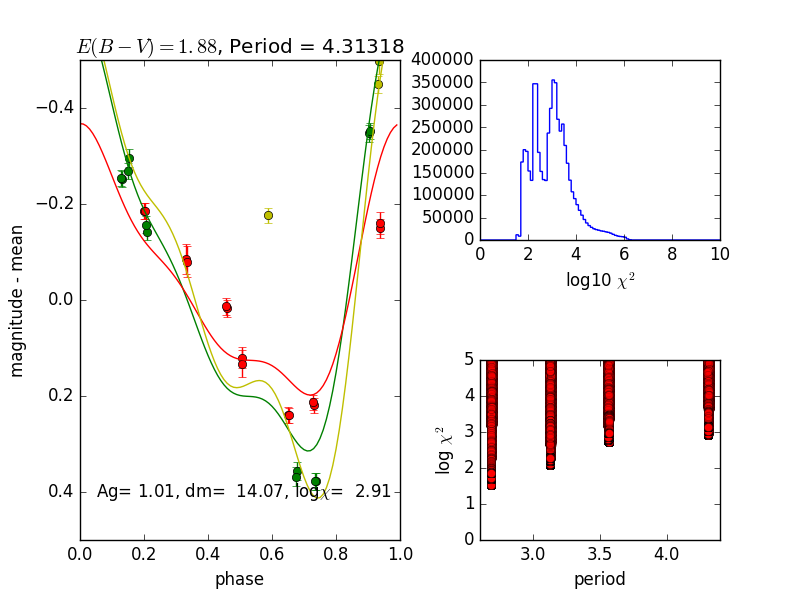 E(B − V) = 1.88, Period = 4.31318
−0.4
−0.2
0.0
0.2
0.4
magnitude - mean
Ag= 1.01, dm= 14.07, logχ= 2.91
0.0 0.2 0.4 0.6 0.8 1.0
phase
400000
350000
300000
250000
200000
150000
100000
50000
0
0 2 4 6 8 10
log10 χ²
5
4
3
2
1
0
log χ²
3.0 3.5 4.0
period